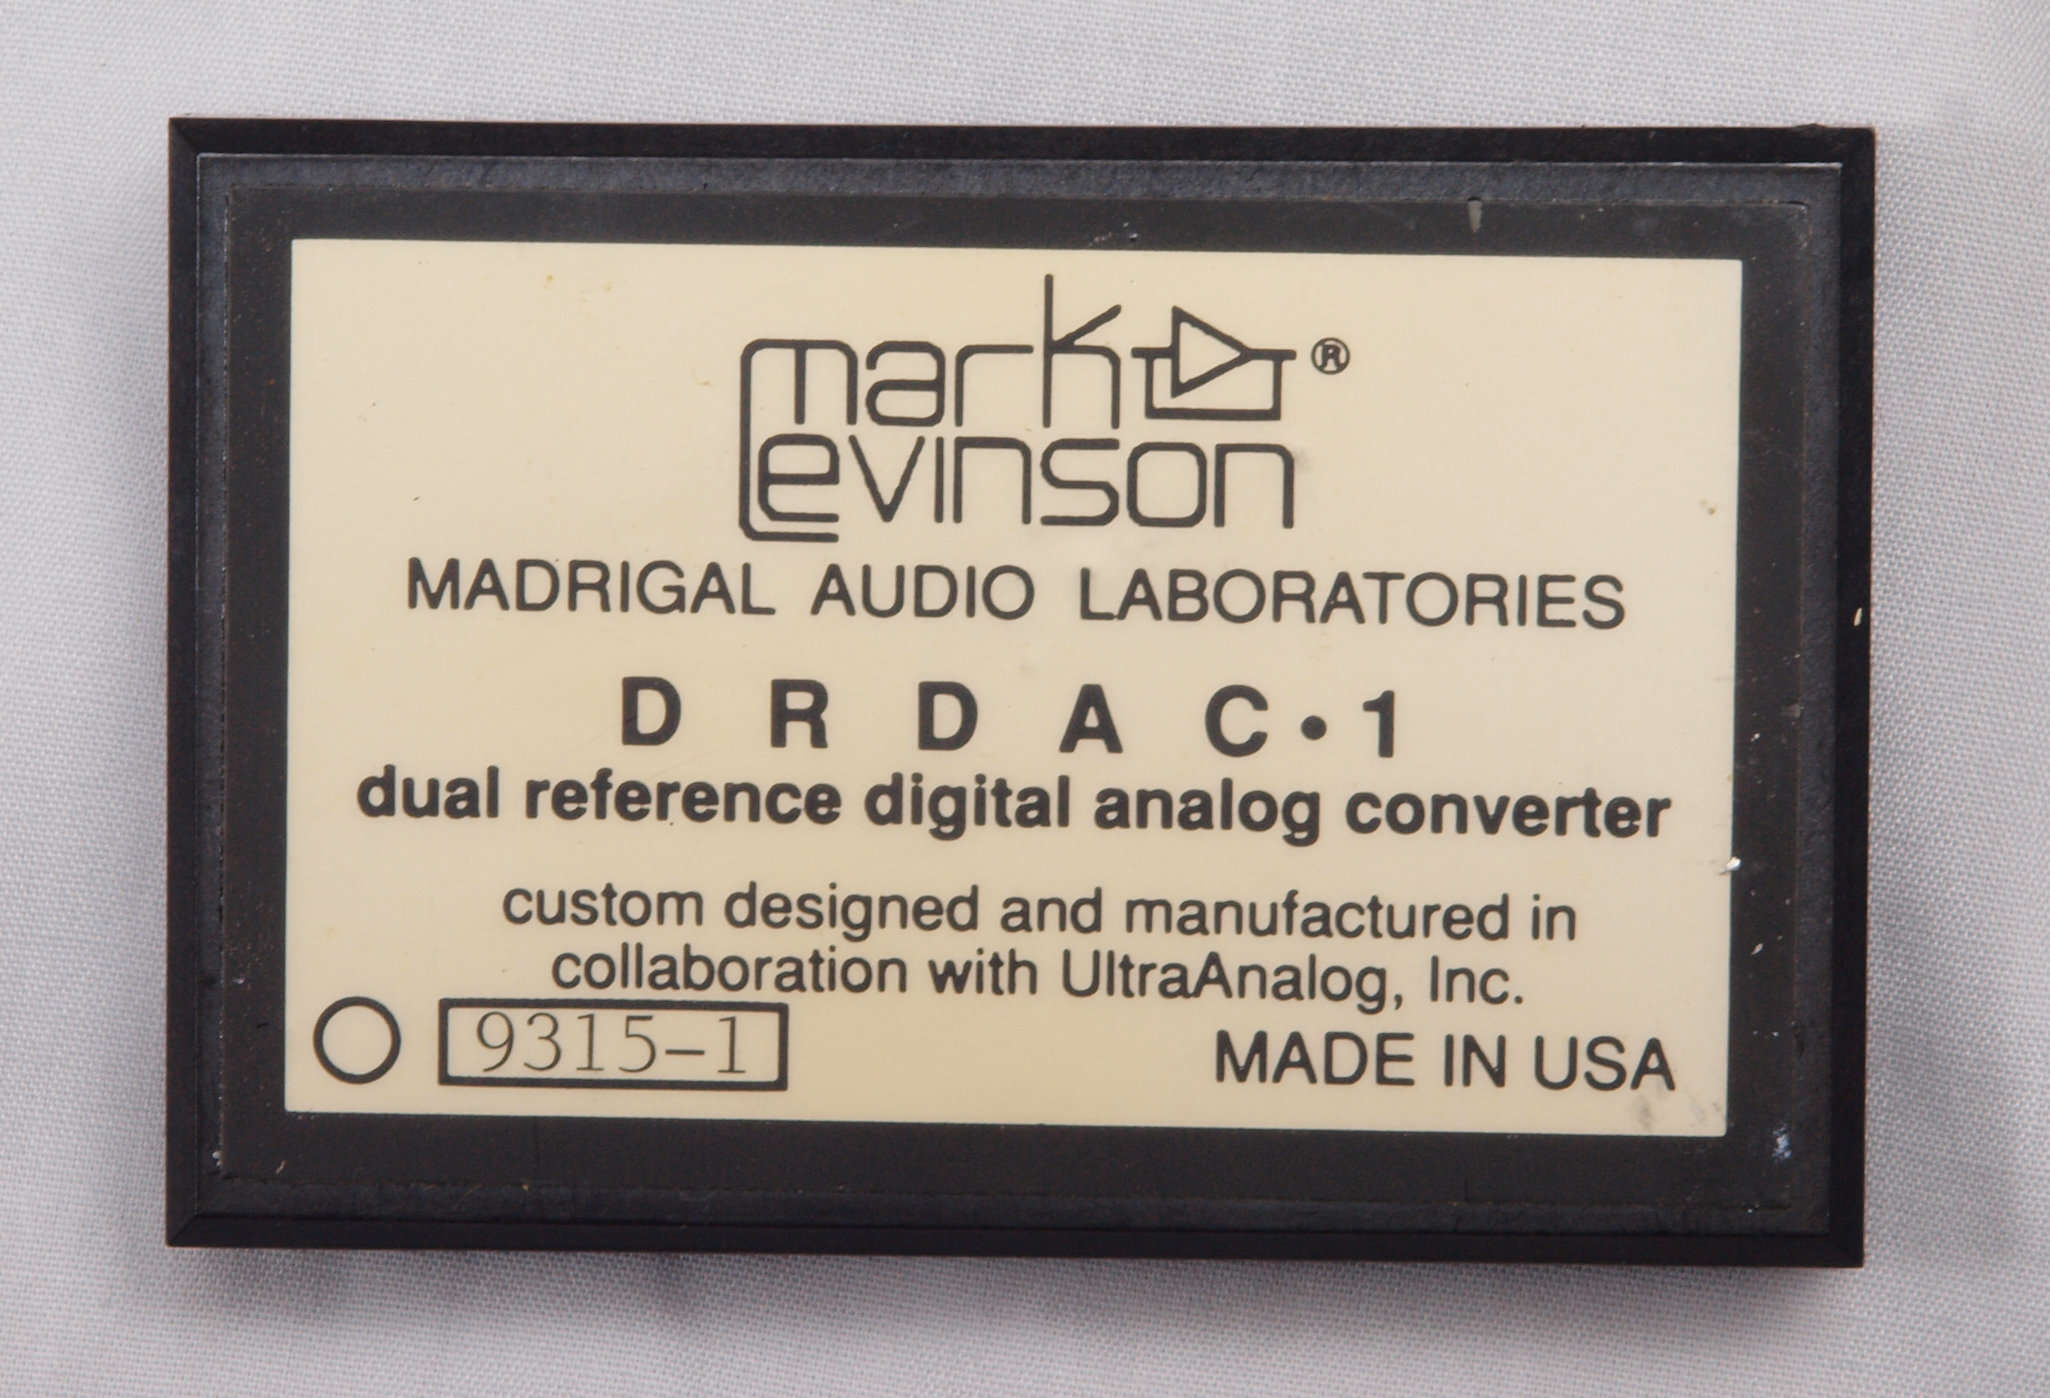 mark ®
Levinson
MADRIGAL AUDIO LABORATORIES
DRDAC•1
dual reference digital analog converter
custom designed and manufactured in
collaboration with UltraAnalog, Inc.
9315-1
MADE IN USA